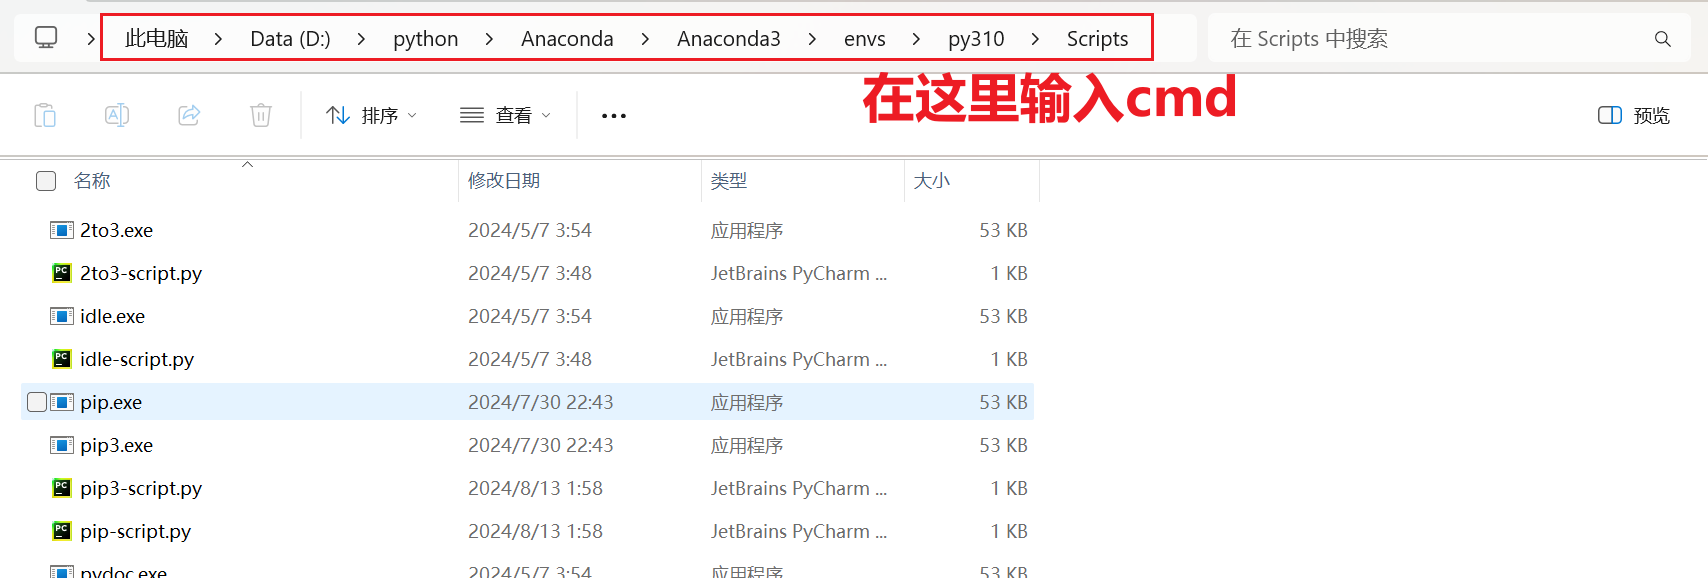 此电脑 > Data (D:) > python > Anaconda > Anaconda3 > envs > py310 > Scripts
在 Scripts 中搜索
在这里输入cmd
排序 查看 ••• 预览
名称 修改日期 类型 大小
2to3.exe 2024/5/7 3:54 应用程序 53 KB
2to3-script.py 2024/5/7 3:48 JetBrains PyCharm ... 1 KB
idle.exe 2024/5/7 3:54 应用程序 53 KB
idle-script.py 2024/5/7 3:48 JetBrains PyCharm ... 1 KB
pip.exe 2024/7/30 22:43 应用程序 53 KB
pip3.exe 2024/7/30 22:43 应用程序 53 KB
pip3-script.py 2024/8/13 1:58 JetBrains PyCharm ... 1 KB
pip-script.py 2024/8/13 1:58 JetBrains PyCharm ... 1 KB
pydoc.exe 2024/5/7 3:54 应用程序 53 KB